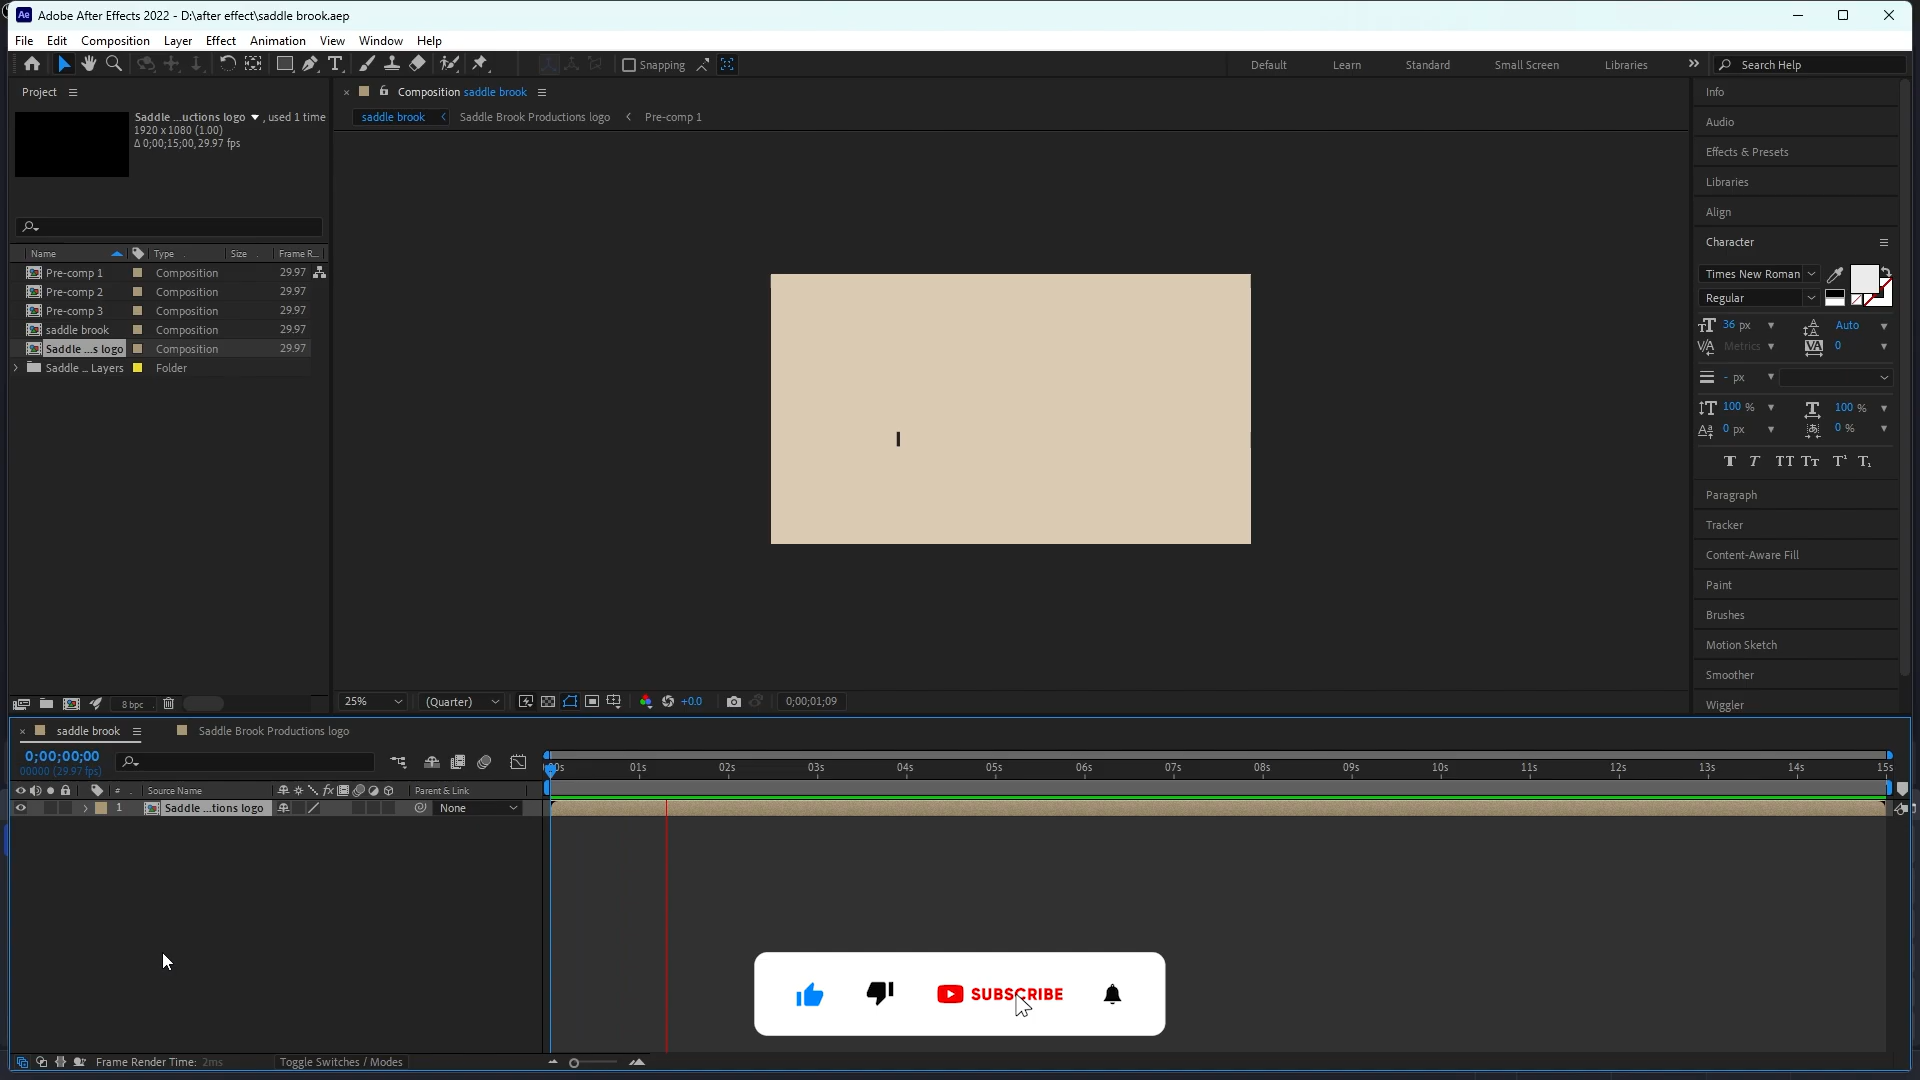 Ae Adobe After Effects 2022 - D:\after effect\saddle brook.aep
File Edit Composition Layer Effect Animation View Window Help
Snapping
Default Learn Standard Small Screen Libraries
Search Help
Project
Saddle ...uctions logo , used 1 time
1920 x 1080 (1.00)
Δ 0;00;15;00, 29.97 fps
Name Type Size Frame R...
Pre-comp 1 Composition 29.97
Pre-comp 2 Composition 29.97
Pre-comp 3 Composition 29.97
saddle brook Composition 29.97
Saddle ...s logo Composition 29.97
Saddle ... Layers Folder
8 bpc
Composition saddle brook
saddle brook Saddle Brook Productions logo Pre-comp 1
25% (Quarter) +0.0 0;00;01;09
Info
Audio
Effects & Presets
Libraries
Align
Character
Times New Roman
Regular
36 px Auto
Metrics 0
- px
100 % 100 %
0 px 0 %
Paragraph
Tracker
Content-Aware Fill
Paint
Brushes
Motion Sketch
Smoother
Wiggler
saddle brook Saddle Brook Productions logo
0;00;00;00
00000 (29.97 fps)
# Source Name Parent & Link
1 Saddle ...tions logo None
00s 01s 02s 03s 04s 05s 06s 07s 08s 09s 10s 11s 12s 13s 14s 15s
SUBSCRIBE
Frame Render Time: 2ms Toggle Switches / Modes